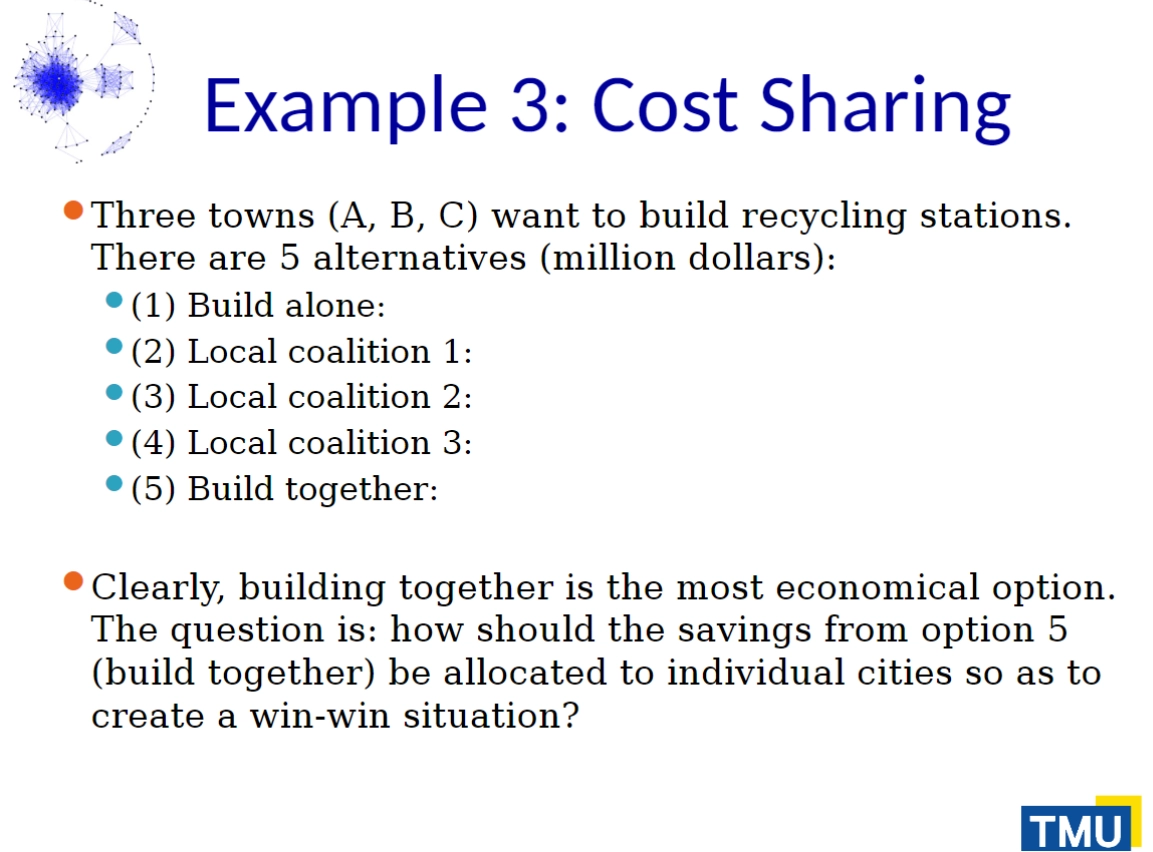 Example 3: Cost Sharing
Three towns (A, B, C) want to build recycling stations.
There are 5 alternatives (million dollars):
(1) Build alone:
(2) Local coalition 1:
(3) Local coalition 2:
(4) Local coalition 3:
(5) Build together:
Clearly, building together is the most economical option.
The question is: how should the savings from option 5
(build together) be allocated to individual cities so as to
create a win-win situation?
TMU